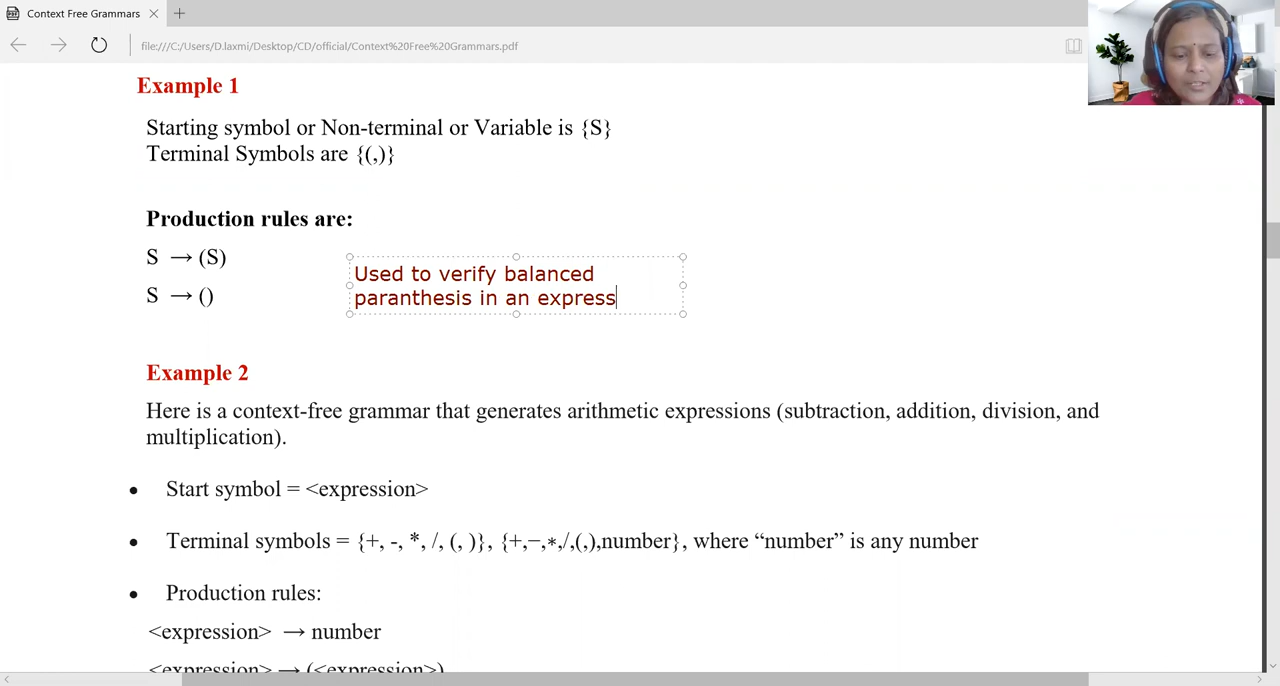 Context Free Grammars
file:///C:/Users/D.laxmi/Desktop/CD/official/Context%20Free%20Grammars.pdf
Example 1
Starting symbol or Non-terminal or Variable is {S}
Terminal Symbols are {(,)}
Production rules are:
S → (S)
S → ()
Used to verify balanced
paranthesis in an express
Example 2
Here is a context-free grammar that generates arithmetic expressions (subtraction, addition, division, and
multiplication).
• Start symbol = <expression>
• Terminal symbols = {+, -, *, /, (, )}, {+,−,∗,/,(,),number}, where “number” is any number
• Production rules:
<expression> → number
<expression> → (<expression>)